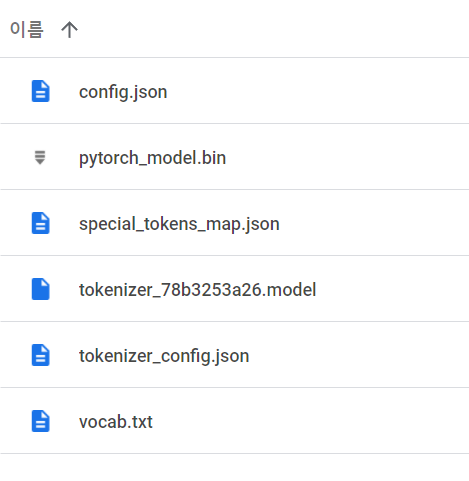 이름
config.json
pytorch_model.bin
special_tokens_map.json
tokenizer_78b3253a26.model
tokenizer_config.json
vocab.txt